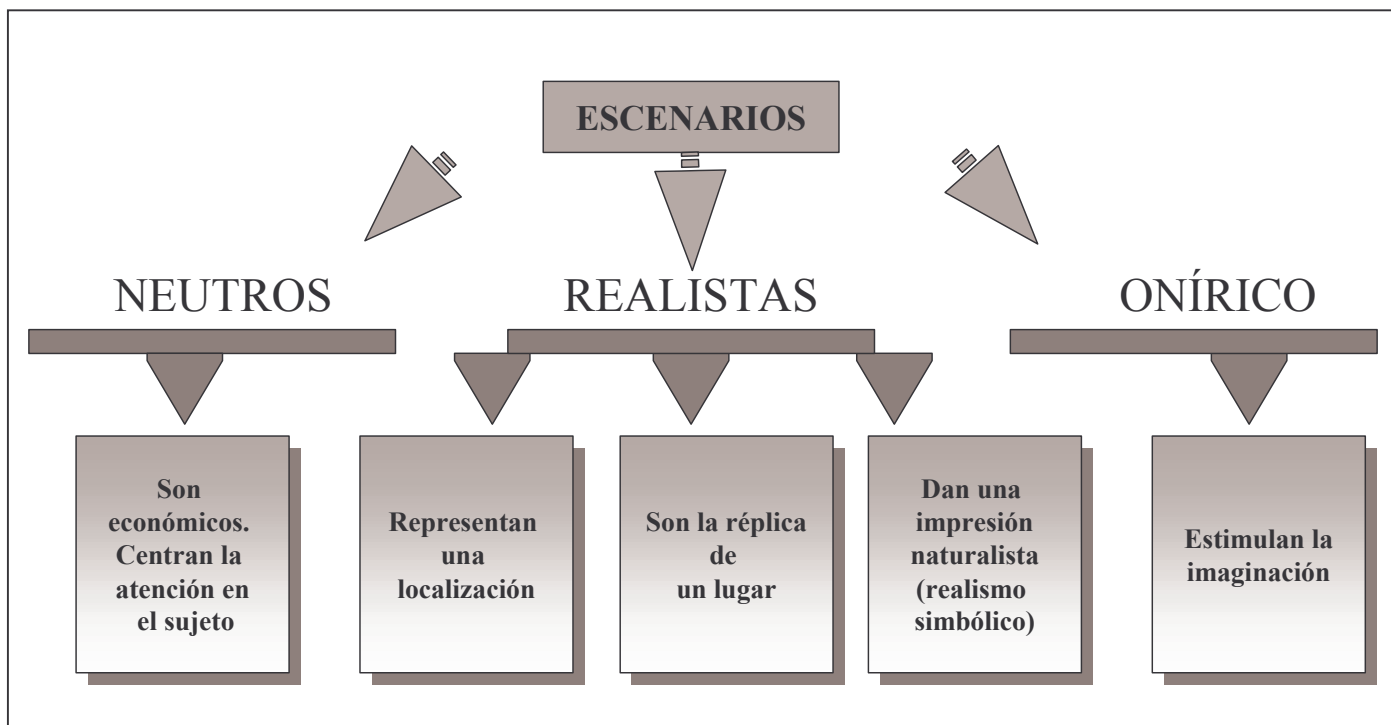 ESCENARIOS
NEUTROS
REALISTAS
ONÍRICO
Son
económicos.
Centran la
atención en
el sujeto
Representan
una
localización
Son la réplica
de
un lugar
Dan una
impresión
naturalista
(realismo
simbólico)
Estimulan la
imaginación